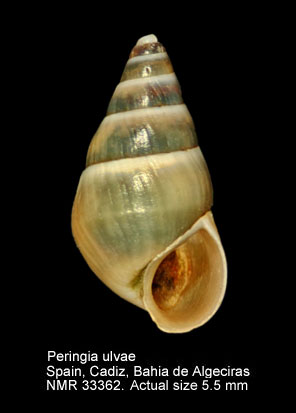 Peringia ulvae
Spain, Cadiz, Bahia de Algeciras
NMR 33362. Actual size 5.5 mm